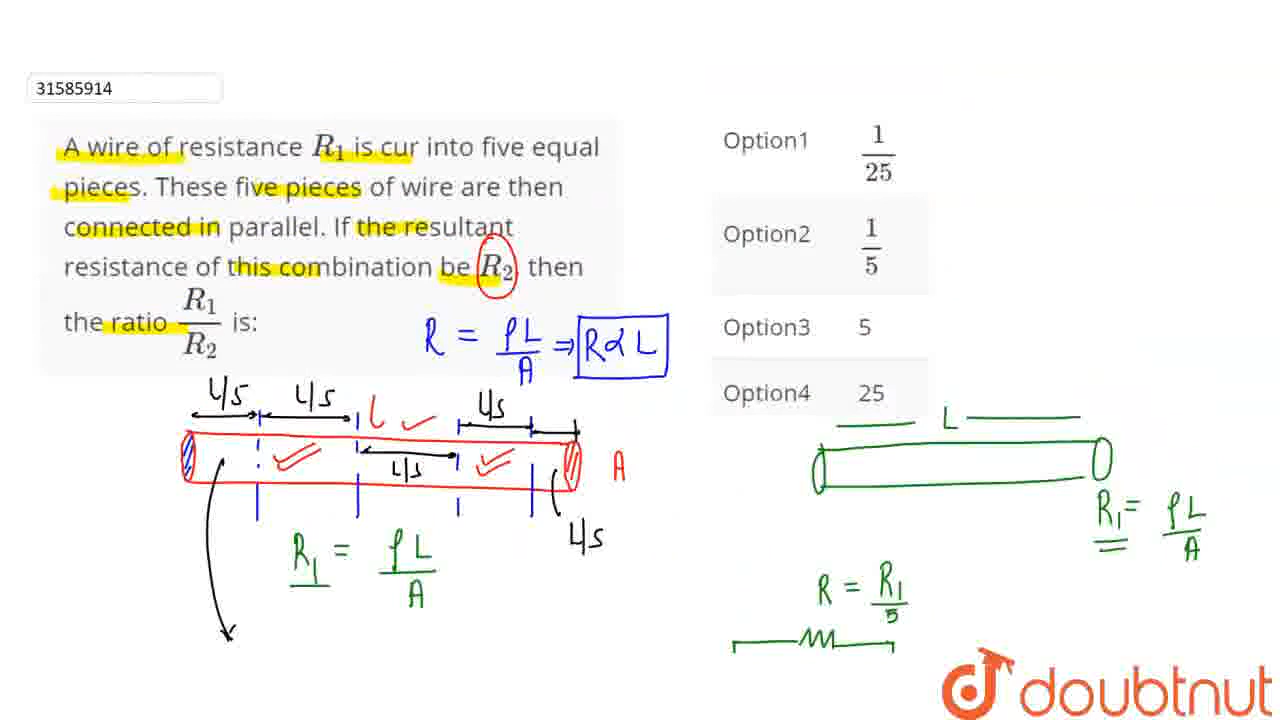 31585914
A wire of resistance R₁ is cur into five equal
pieces. These five pieces of wire are then
connected in parallel. If the resultant
resistance of this combination be R₂, then
the ratio R₁/R₂ is:
Option1 1/25
Option2 1/5
Option3 5
Option4 25
R = ρL/A ⇒ R ∝ L
L/5 L/5 L L/5
L/5 A
L/5
R₁ = ρL/A
L
R₁ = ρL/A
R = R₁/5
doubtnut